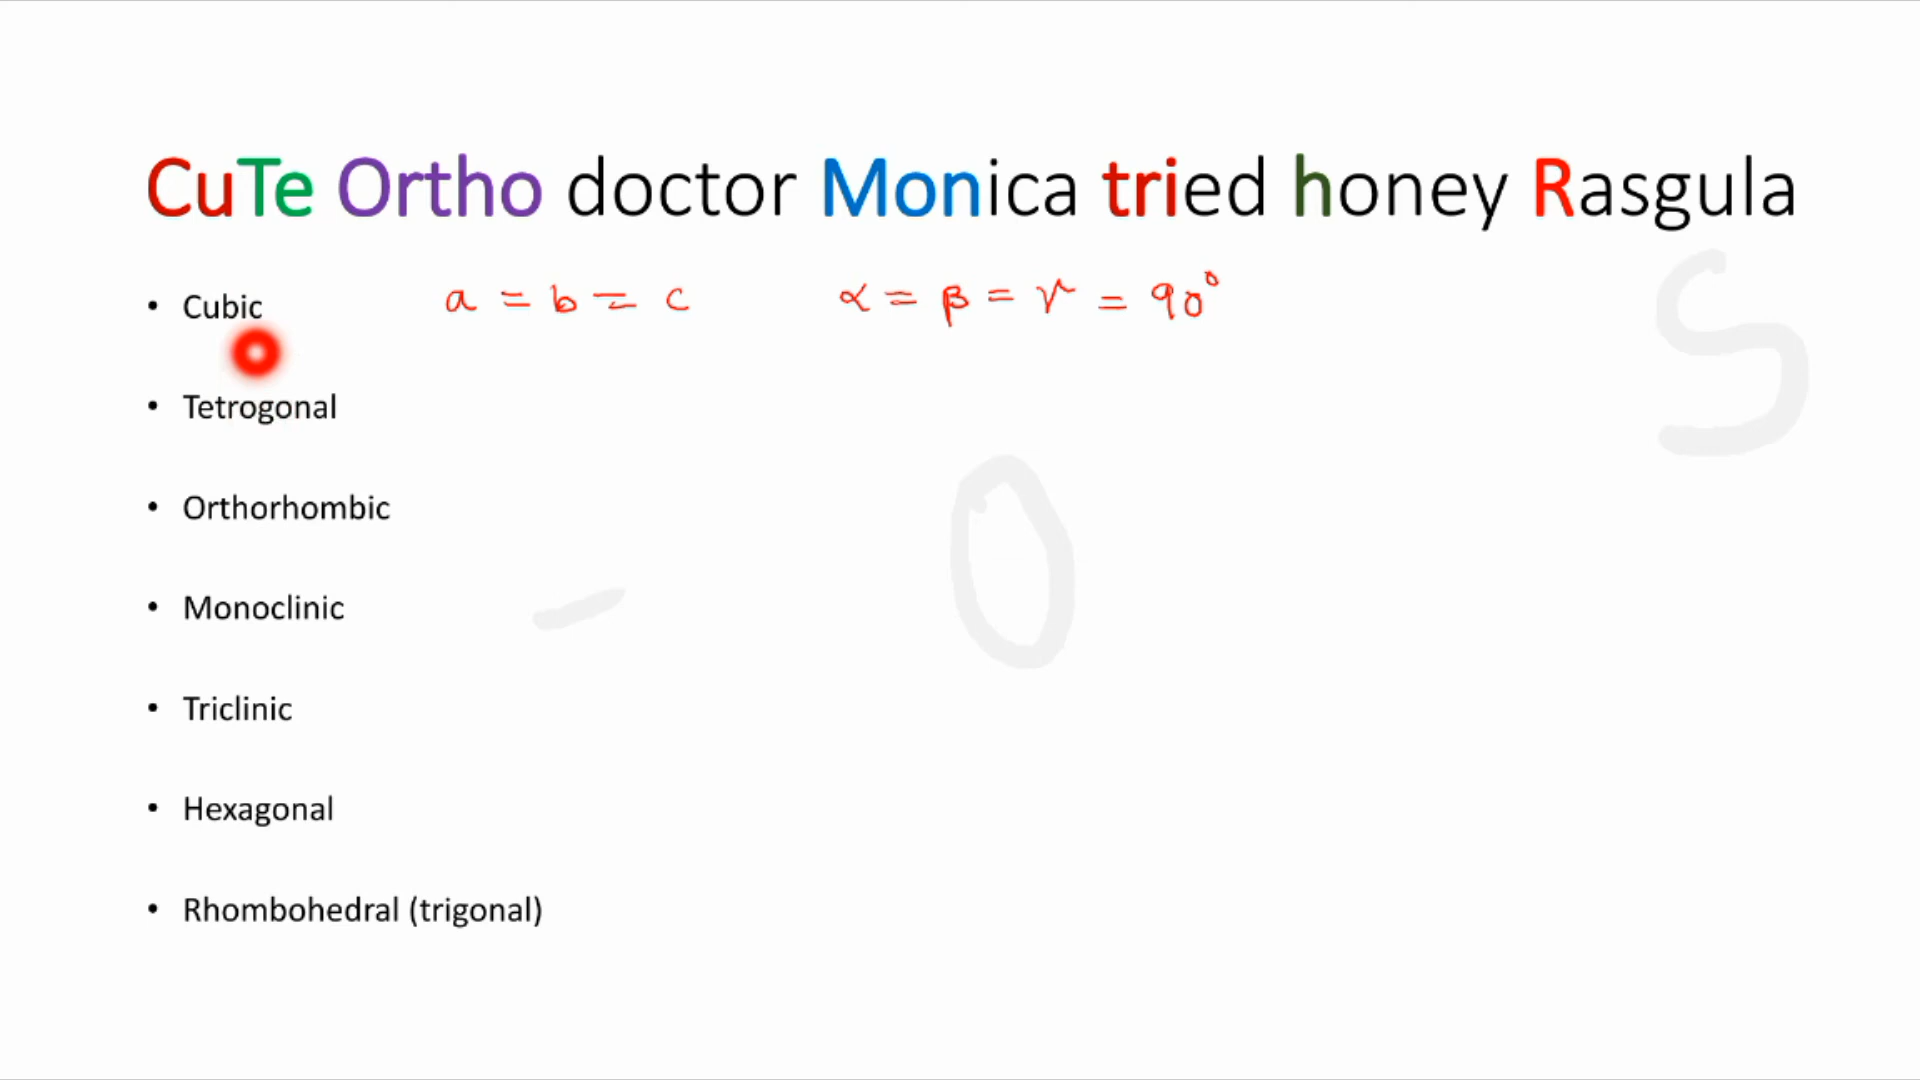 CuTe Ortho doctor Monica tried honey Rasgula
• Cubic a = b = c α = β = γ = 90°
• Tetrogonal
• Orthorhombic
• Monoclinic
• Triclinic
• Hexagonal
• Rhombohedral (trigonal)